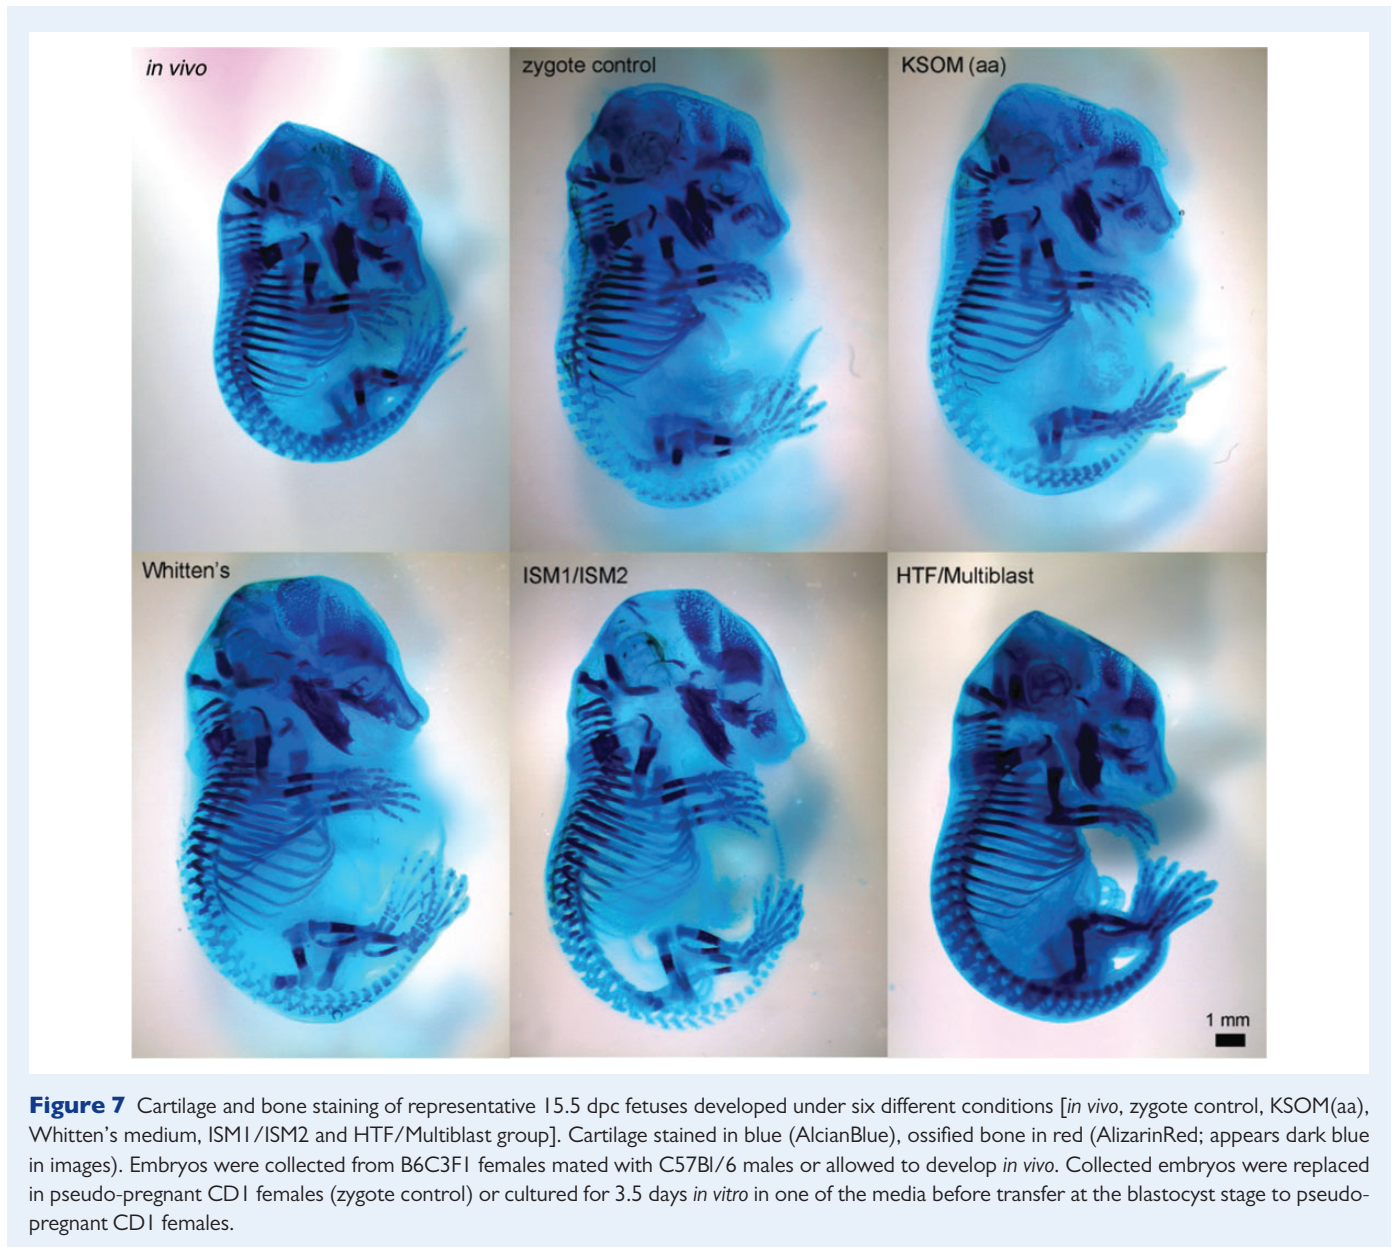 in vivo
zygote control
KSOM (aa)
Whitten's
ISM1/ISM2
HTF/Multiblast
1 mm
Figure 7 Cartilage and bone staining of representative 15.5 dpc fetuses developed under six different conditions [in vivo, zygote control, KSOM(aa),
Whitten's medium, ISM1/ISM2 and HTF/Multiblast group]. Cartilage stained in blue (AlcianBlue), ossified bone in red (AlizarinRed; appears dark blue
in images). Embryos were collected from B6C3F1 females mated with C57Bl/6 males or allowed to develop in vivo. Collected embryos were replaced
in pseudo-pregnant CD1 females (zygote control) or cultured for 3.5 days in vitro in one of the media before transfer at the blastocyst stage to pseudo-
pregnant CD1 females.